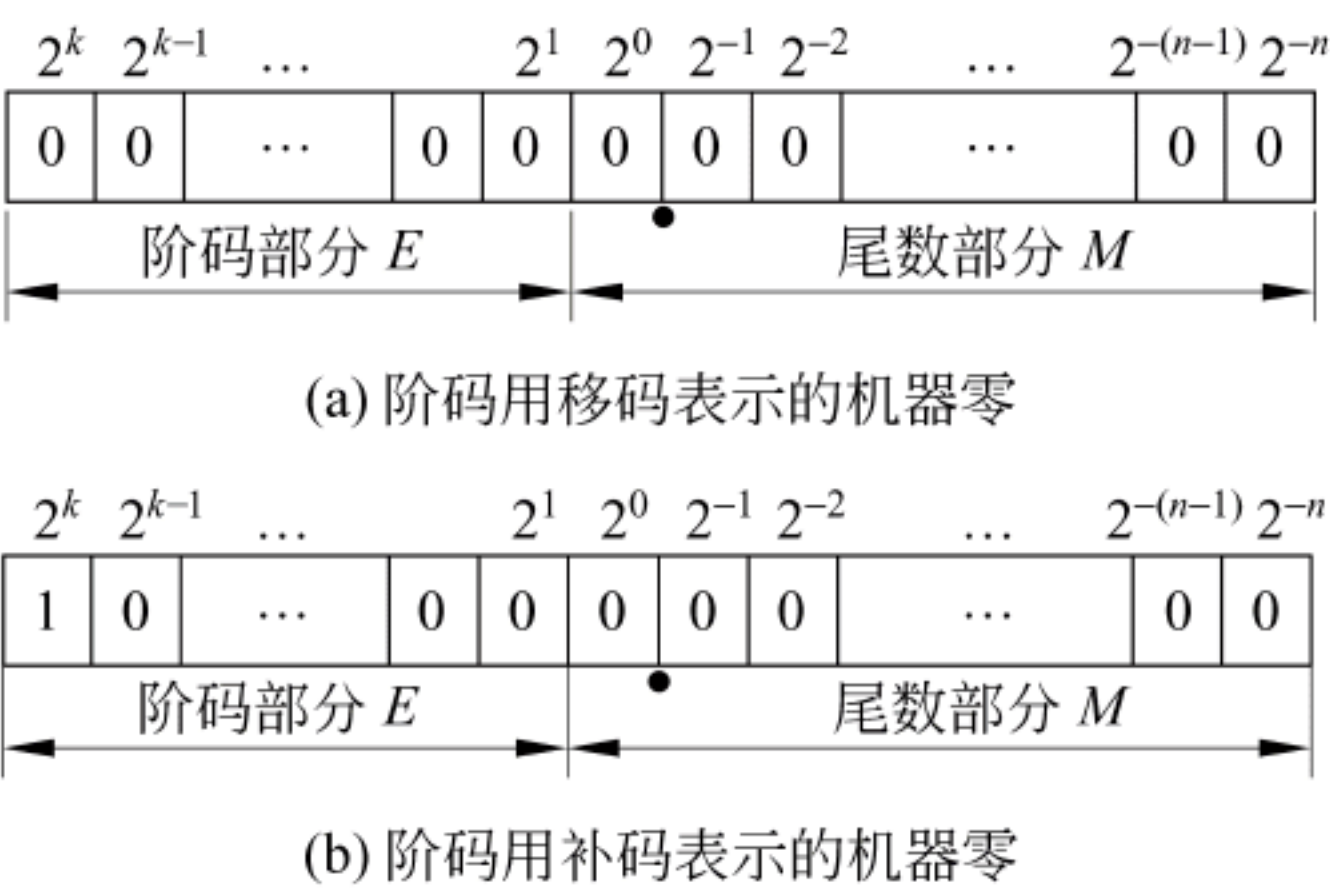 2^k 2^{k-1} … 2^1 2^0 2^{-1} 2^{-2} … 2^{-(n-1)} 2^{-n}
0 0 … 0 0 0 0 0 … 0 0
阶码部分 E 尾数部分 M
(a) 阶码用移码表示的机器零
2^k 2^{k-1} … 2^1 2^0 2^{-1} 2^{-2} … 2^{-(n-1)} 2^{-n}
1 0 … 0 0 0 0 0 … 0 0
阶码部分 E 尾数部分 M
(b) 阶码用补码表示的机器零